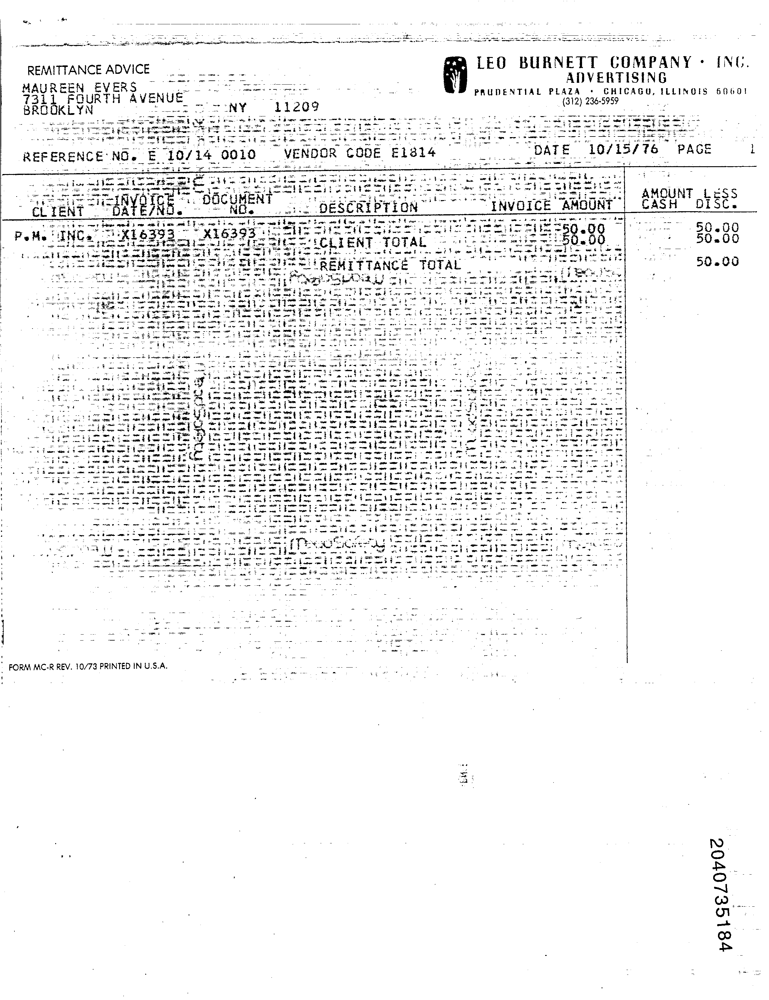 REMITTANCE ADVICE
LEO BURNETT COMPANY · INC.
ADVERTISING
PRUDENTIAL PLAZA · CHICAGO, ILLINOIS 60601
(312) 236-5959
MAUREEN EVERS
7311 FOURTH AVENUE
BROOKLYN NY 11209
REFERENCE NO. E 10/14 0010 VENDOR CODE E1814 DATE 10/15/76 PAGE 1
CLIENT INVOICE DATE/NO. DOCUMENT NO. DESCRIPTION INVOICE AMOUNT AMOUNT LESS CASH DISC.
P.M. INC. X16393 X16393 50.00 50.00
CLIENT TOTAL 50.00 50.00
REMITTANCE TOTAL 50.00
FORM MC-R REV. 10/73 PRINTED IN U.S.A.
2040735184